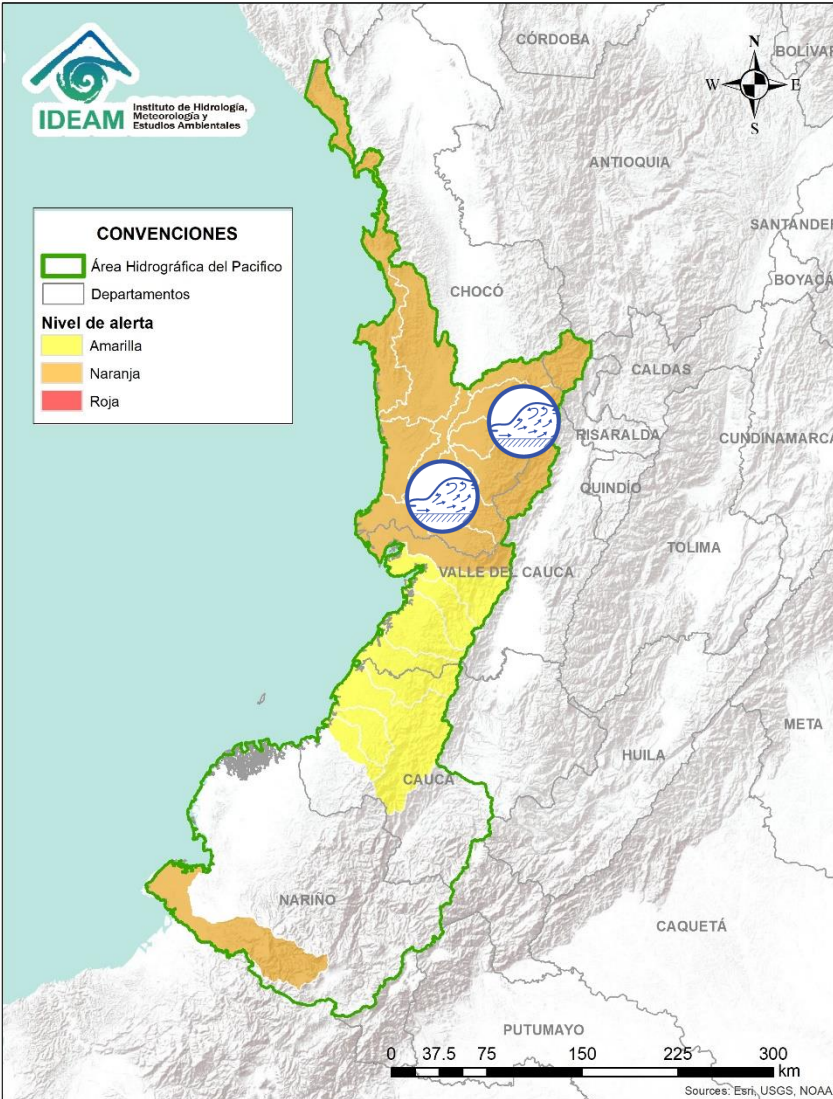 IDEAM
Instituto de Hidrología,
Meteorología y
Estudios Ambientales
CÓRDOBA
BOLÍVAR
N
W
E
S
ANTIOQUIA
SANTANDER
BOYACÁ
CONVENCIONES
Área Hidrográfica del Pacifico
Departamentos
Nivel de alerta
Amarilla
Naranja
Roja
CHOCÓ
CALDAS
RISARALDA
CUNDINAMARCA
QUINDÍO
TOLIMA
VALLE DEL CAUCA
META
HUILA
CAUCA
NARIÑO
CAQUETÁ
PUTUMAYO
0 37.5 75 150 225 300
km
Sources: Esri, USGS, NOAA